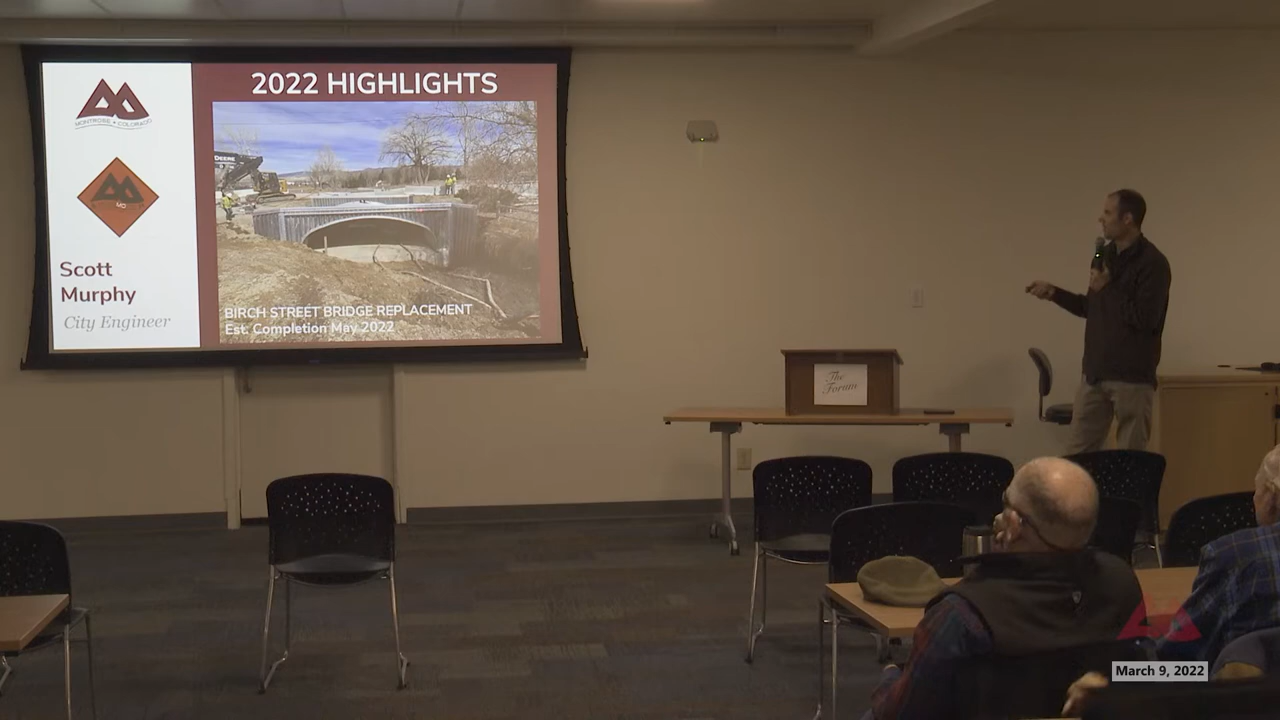 2022 HIGHLIGHTS
MONTROSE COLORADO
DEERE
Scott
Murphy
City Engineer
BIRCH STREET BRIDGE REPLACEMENT
Est. Completion May 2022
The
Forum
March 9, 2022